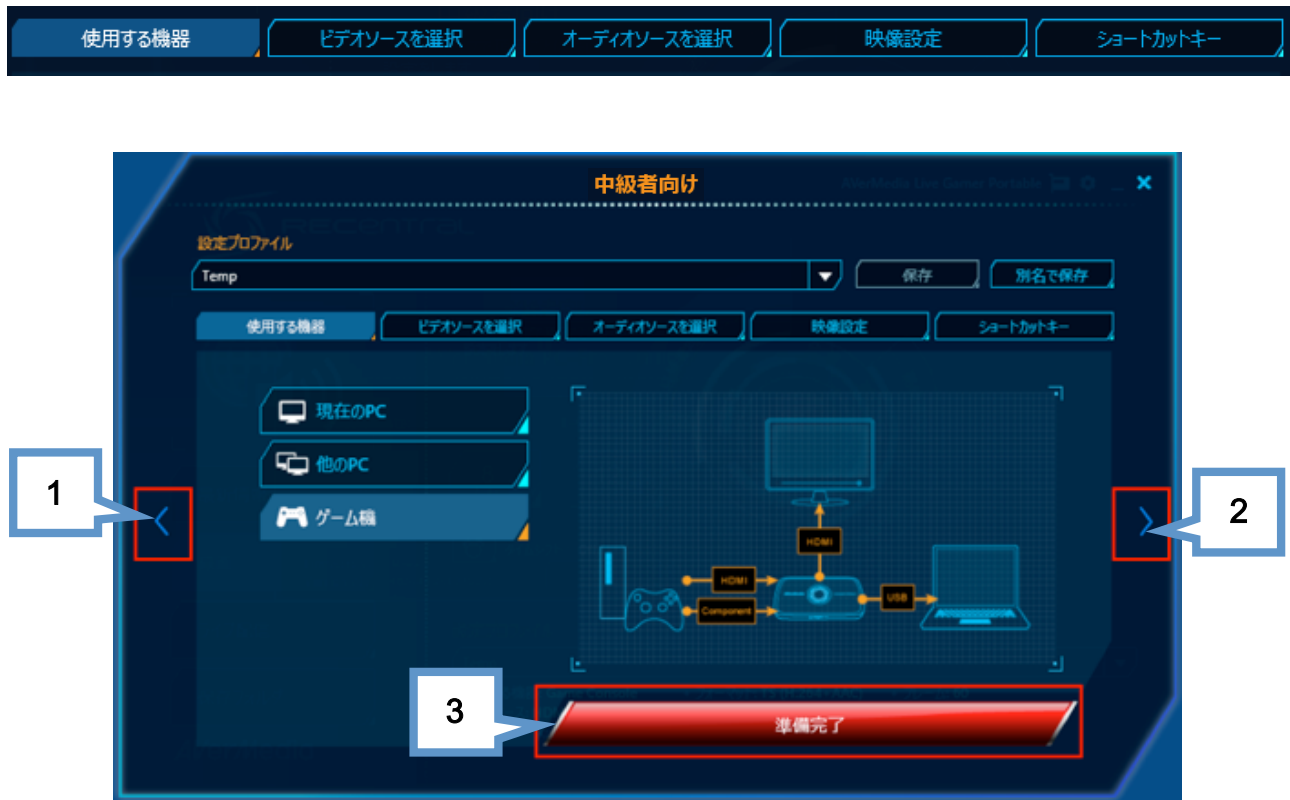 使用する機器 ビデオソースを選択 オーディオソースを選択 映像設定 ショートカットキー
中級者向け
AVerMedia Live Gamer Portable
RECENTRAL
設定プロファイル
Temp 保存 別名で保存
使用する機器 ビデオソースを選択 オーディオソースを選択 映像設定 ショートカットキー
現在のPC
他のPC
ゲーム機
HDMI
HDMI
Component
USB
1
2
3
準備完了